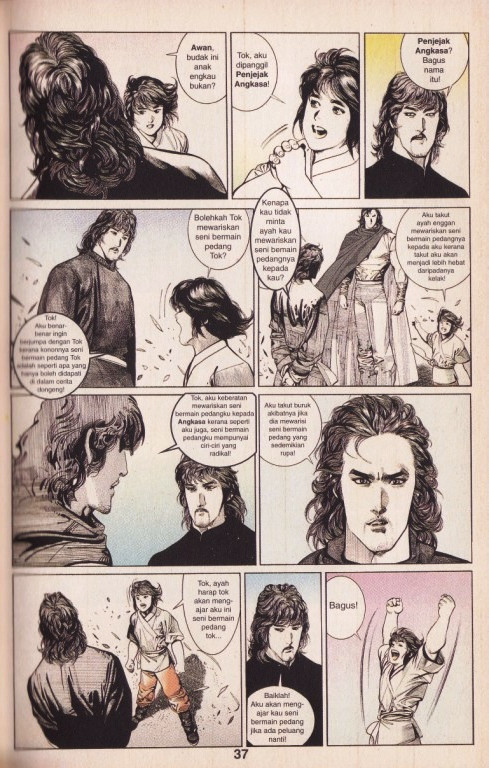 Awan,
budak ini
anak
engkau
bukan?
Tok, aku
dipanggil
Penjejak
Angkasa!
Penjejak
Angkasa?
Bagus
nama
itu!
Bolehkah Tok
mewariskan
seni
bermain
pedang
Tok?
Tok!
Aku benar-
benar ingin
berjumpa dengan Tok
kerana kononnya seni
bermain pedang Tok
adalah seperti apa yang
hanya boleh didapati
di dalam cerita
dongeng!
Kenapa
kau tidak
minta
ayah kau
mewariskan
seni bermain
pedangnya
kepada
kau?
Aku takut
ayah enggan
mewariskan seni
bermain pedangnya
kepada aku kerana
takut aku akan
menjadi lebih hebat
daripadanya
kelak!
Tok, aku keberatan
mewariskan seni
bermain pedangku kepada
Angkasa kerana seperti
aku juga, seni bermain
pedangku mempunyai
ciri-ciri yang
radikal!
Aku takut buruk
akibatnya jika
dia mewarisi
seni bermain
pedang yang
sedemikian
rupa!
Tok, ayah
harap tok
akan meng-
ajar aku ini
seni bermain
pedang
tok...
Baiklah!
Aku akan meng-
ajar kau seni
bermain pedang
jika ada peluang
nanti!
Bagus!
37